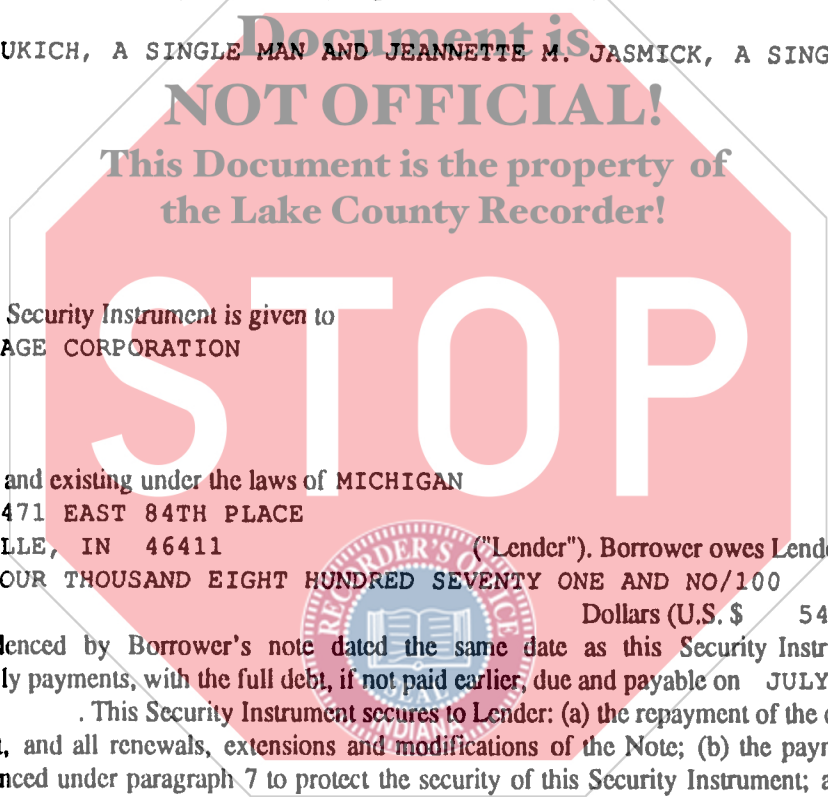 Document is
UKICH, A SINGLE MAN AND JEANNETTE M. JASMICK, A SING
NOT OFFICIAL!
This Document is the property of
the Lake County Recorder!
STOP
Security Instrument is given to
AGE CORPORATION
and existing under the laws of MICHIGAN
471 EAST 84TH PLACE
LLE, IN 46411 ("Lender"). Borrower owes Lende
OUR THOUSAND EIGHT HUNDRED SEVENTY ONE AND NO/100
Dollars (U.S. $ 54
lenced by Borrower's note dated the same date as this Security Instr
ly payments, with the full debt, if not paid earlier, due and payable on JULY
. This Security Instrument secures to Lender: (a) the repayment of the
, and all renewals, extensions and modifications of the Note; (b) the payn
nced under paragraph 7 to protect the security of this Security Instrument; a
RECORDER'S OFFICE
SEAL
INDIANA